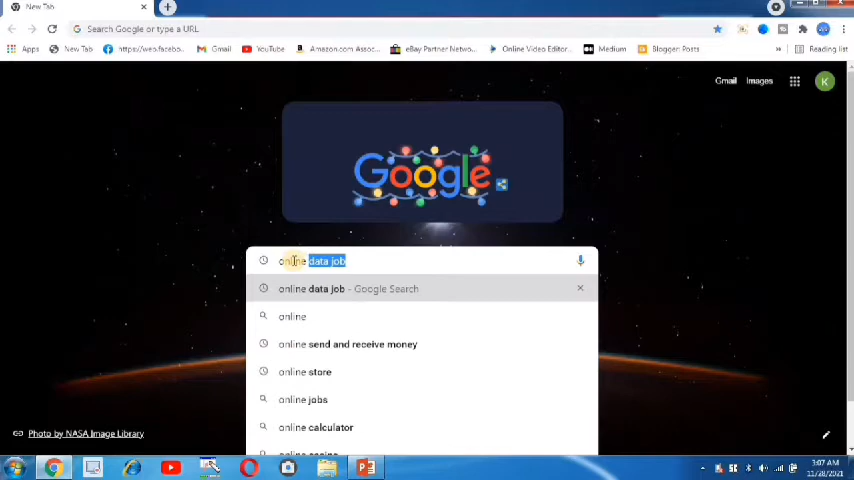 New Tab
Search Google or type a URL
Apps New Tab https://web.facebo... Gmail YouTube Amazon.com Assoc... eBay Partner Netwo... Online Video Editor... Medium Blogger: Posts » Reading list
Gmail Images K
Google
online data job
online data job - Google Search
online
online send and receive money
online store
online jobs
online calculator
Photo by NASA Image Library
3:07 AM
11/28/2021